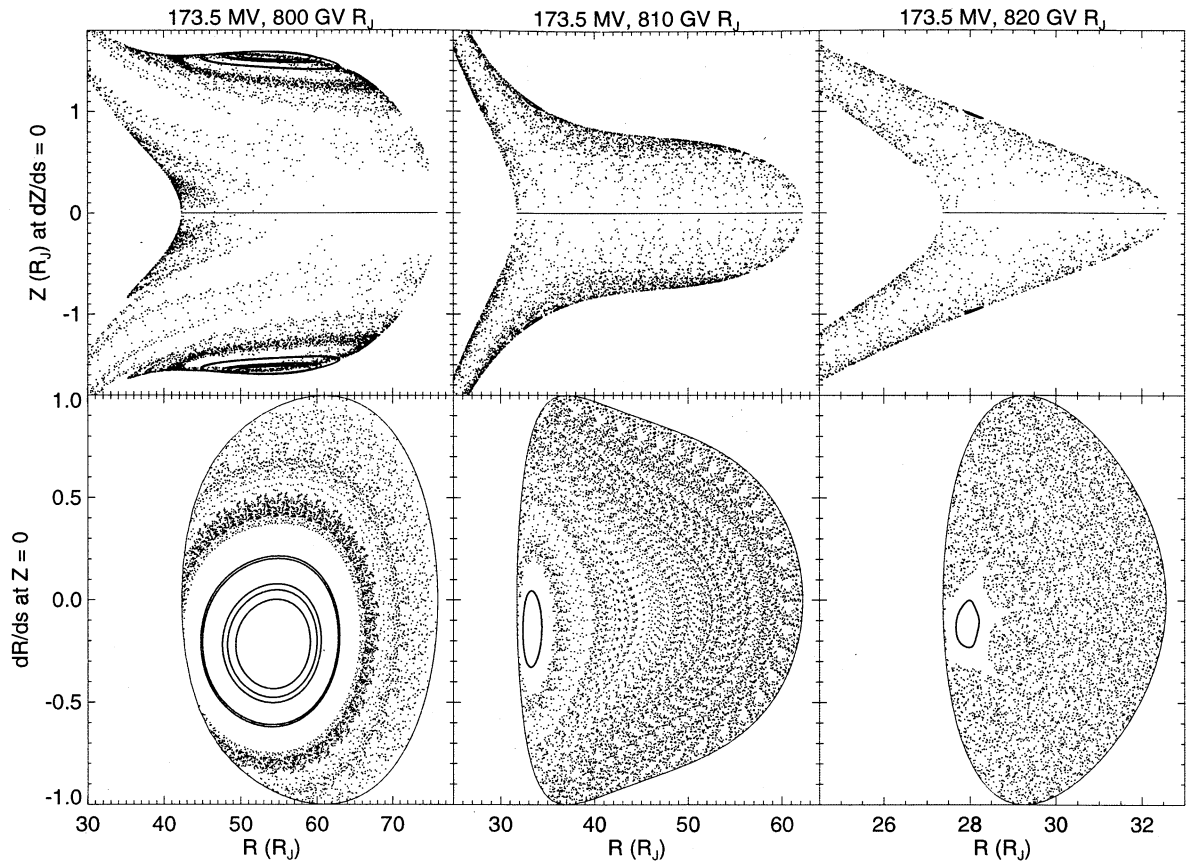 173.5 MV, 800 GV R_J
173.5 MV, 810 GV R_J
173.5 MV, 820 GV R_J
Z (R_J) at dZ/ds = 0
1
0
-1
dR/ds at Z = 0
1.0
0.5
0.0
-0.5
-1.0
30 40 50 60 70
30 40 50 60
26 28 30 32
R (R_J)
R (R_J)
R (R_J)